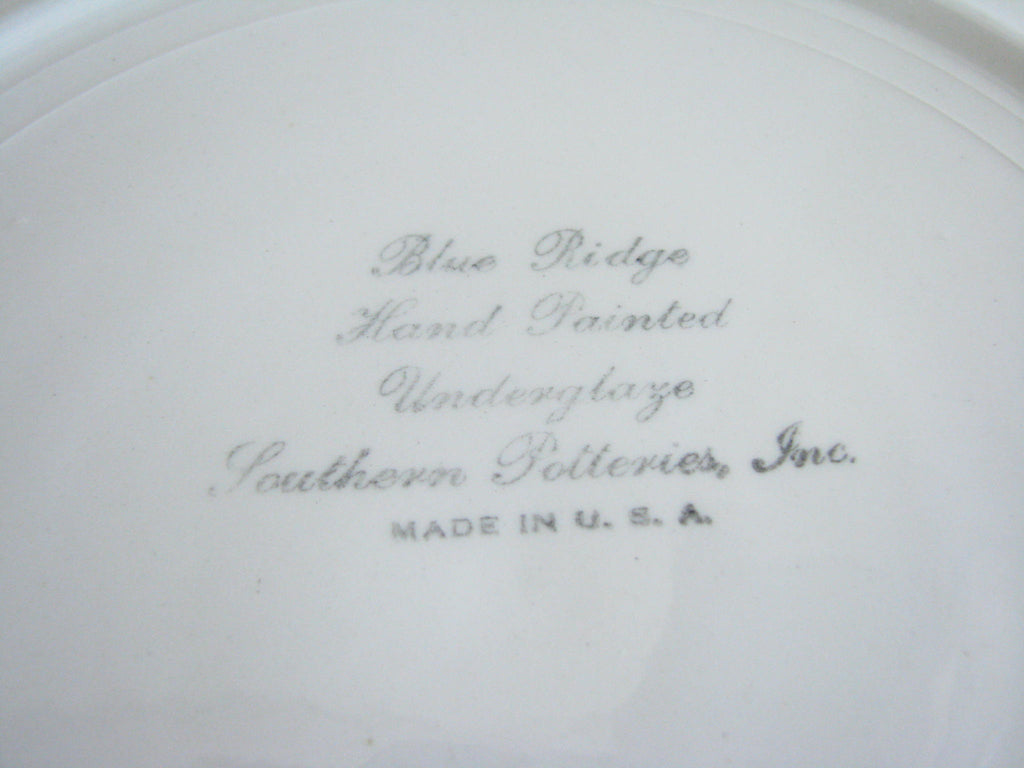 Blue Ridge
Hand Painted
Underglaze
Southern Potteries, Inc.
MADE IN U. S. A.